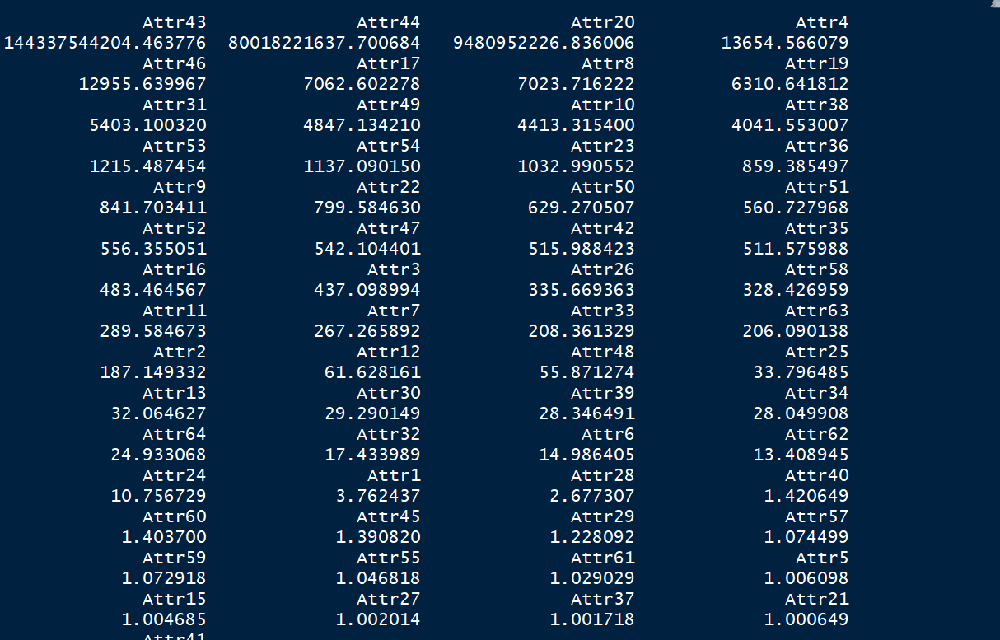 Attr43 Attr44 Attr20 Attr4
144337544204.463776 80018221637.700684 9480952226.836006 13654.566079
Attr46 Attr17 Attr8 Attr19
12955.639967 7062.602278 7023.716222 6310.641812
Attr31 Attr49 Attr10 Attr38
5403.100320 4847.134210 4413.315400 4041.553007
Attr53 Attr54 Attr23 Attr36
1215.487454 1137.090150 1032.990552 859.385497
Attr9 Attr22 Attr50 Attr51
841.703411 799.584630 629.270507 560.727968
Attr52 Attr47 Attr42 Attr35
556.355051 542.104401 515.988423 511.575988
Attr16 Attr3 Attr26 Attr58
483.464567 437.098994 335.669363 328.426959
Attr11 Attr7 Attr33 Attr63
289.584673 267.265892 208.361329 206.090138
Attr2 Attr12 Attr48 Attr25
187.149332 61.628161 55.871274 33.796485
Attr13 Attr30 Attr39 Attr34
32.064627 29.290149 28.346491 28.049908
Attr64 Attr32 Attr6 Attr62
24.933068 17.433989 14.986405 13.408945
Attr24 Attr1 Attr28 Attr40
10.756729 3.762437 2.677307 1.420649
Attr60 Attr45 Attr29 Attr57
1.403700 1.390820 1.228092 1.074499
Attr59 Attr55 Attr61 Attr5
1.072918 1.046818 1.029029 1.006098
Attr15 Attr27 Attr37 Attr21
1.004685 1.002014 1.001718 1.000649
Attr41